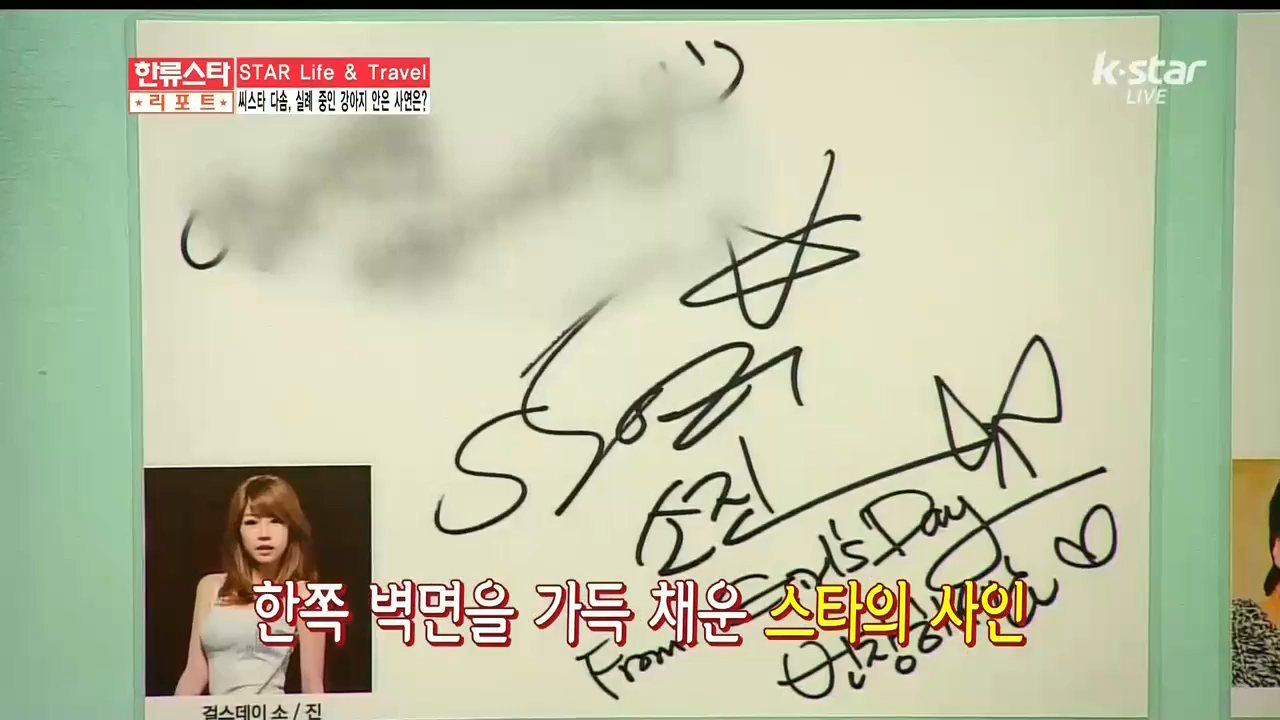 한류스타 STAR Life & Travel
★리포트★ 씨스타 다솜, 실례 중인 강아지 안은 사연은?
k·star
LIVE
소진
From Girl's Day
한쪽 벽면을 가득 채운 스타의 사인
걸스데이 소 / 진